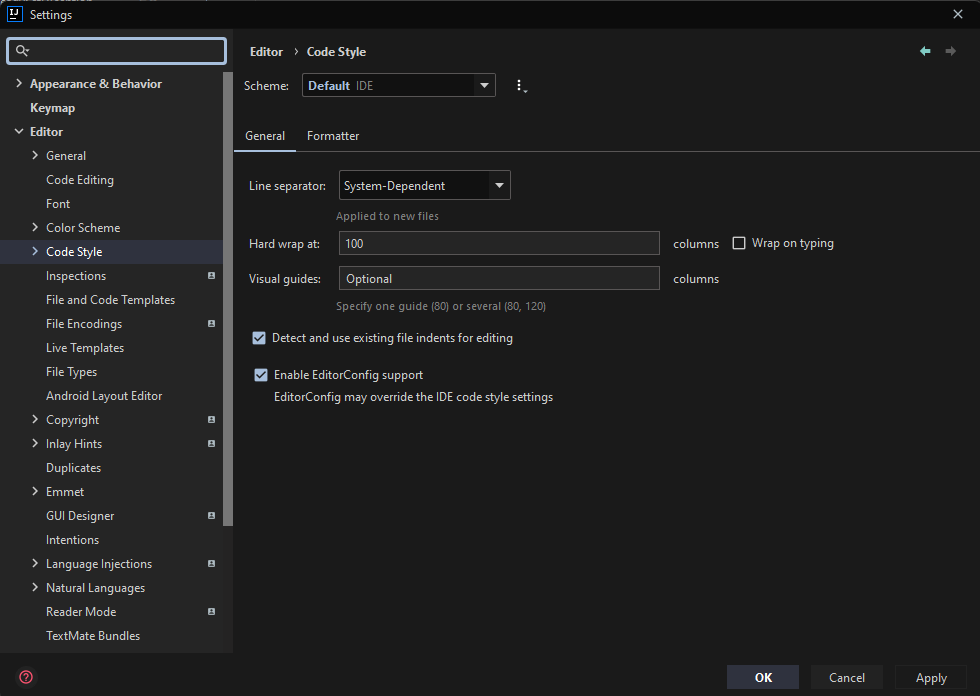 IJ Settings
Editor › Code Style
Scheme: Default IDE
General Formatter
Line separator: System-Dependent
Applied to new files
Hard wrap at: 100 columns Wrap on typing
Visual guides: Optional columns
Specify one guide (80) or several (80, 120)
Detect and use existing file indents for editing
Enable EditorConfig support
EditorConfig may override the IDE code style settings
Appearance & Behavior
Keymap
Editor
General
Code Editing
Font
Color Scheme
Code Style
Inspections
File and Code Templates
File Encodings
Live Templates
File Types
Android Layout Editor
Copyright
Inlay Hints
Duplicates
Emmet
GUI Designer
Intentions
Language Injections
Natural Languages
Reader Mode
TextMate Bundles
?
OK Cancel Apply